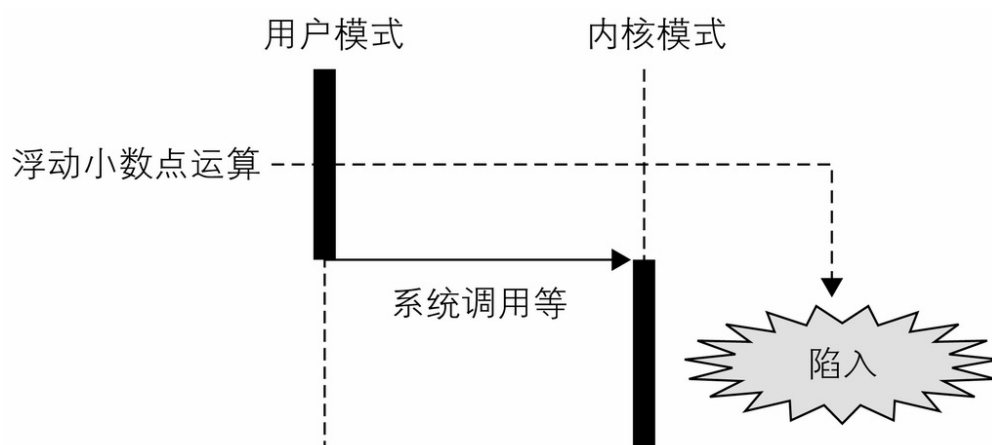 用户模式
内核模式
浮动小数点运算
系统调用等
陷入